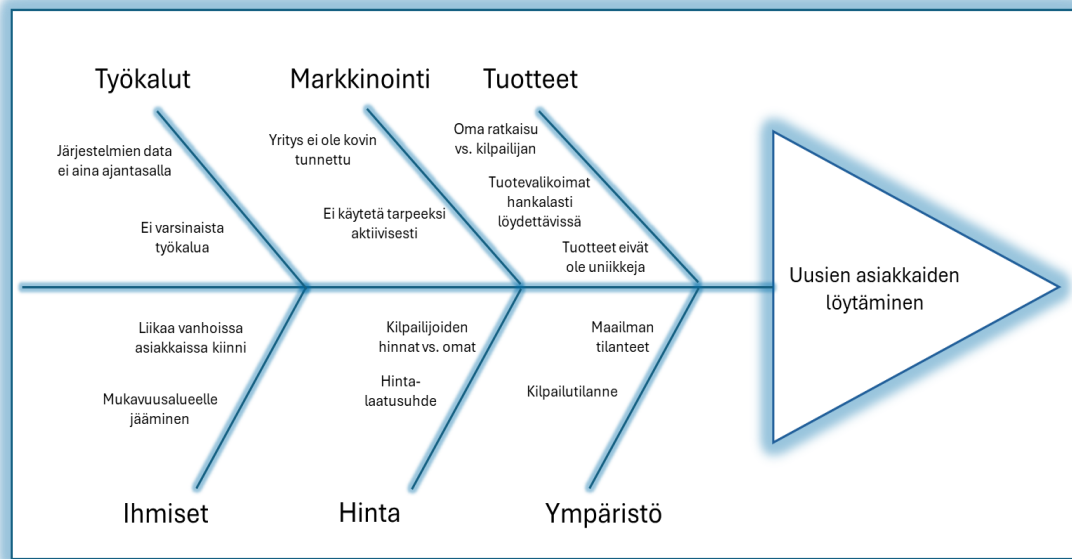 Työkalut
Markkinointi
Tuotteet
Järjestelmien data
ei aina ajantasalla
Ei varsinaista
työkalua
Yritys ei ole kovin
tunnettu
Ei käytetä tarpeeksi
aktiivisesti
Oma ratkaisu
vs. kilpailijan
Tuotevalikoimat
hankalasti
löydettävissä
Tuotteet eivät
ole uniikkeja
Uusien asiakkaiden
löytäminen
Liikaa vanhoissa
asiakkaissa kiinni
Mukavuusalueelle
jääminen
Kilpailijoiden
hinnat vs. omat
Hinta-
laatusuhde
Maailman
tilanteet
Kilpailutilanne
Ihmiset
Hinta
Ympäristö